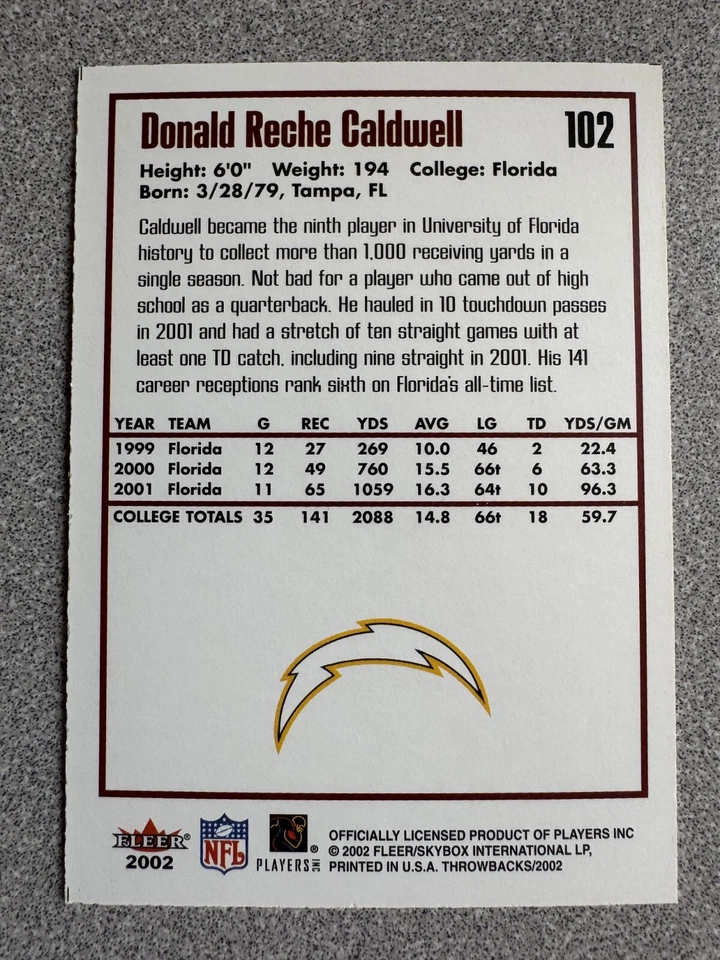 Donald Reche Caldwell 102
Height: 6'0" Weight: 194 College: Florida
Born: 3/28/79, Tampa, FL
Caldwell became the ninth player in University of Florida
history to collect more than 1,000 receiving yards in a
single season. Not bad for a player who came out of high
school as a quarterback. He hauled in 10 touchdown passes
in 2001 and had a stretch of ten straight games with at
least one TD catch, including nine straight in 2001. His 141
career receptions rank sixth on Florida's all-time list.
YEAR TEAM G REC YDS AVG LG TD YDS/GM
1999 Florida 12 27 269 10.0 46 2 22.4
2000 Florida 12 49 760 15.5 66t 6 63.3
2001 Florida 11 65 1059 16.3 64t 10 96.3
COLLEGE TOTALS 35 141 2088 14.8 66t 18 59.7
FLEER®
2002
NFL
®
PLAYERS INC
OFFICIALLY LICENSED PRODUCT OF PLAYERS INC
© 2002 FLEER/SKYBOX INTERNATIONAL LP,
PRINTED IN U.S.A. THROWBACKS/2002